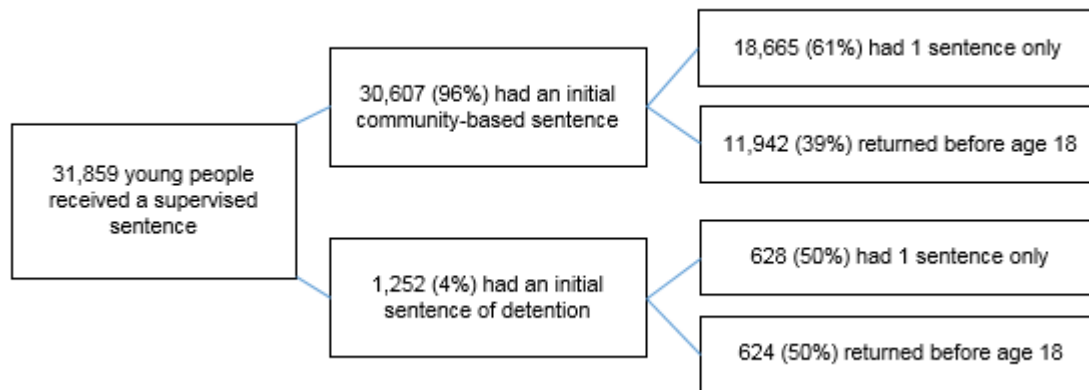 31,859 young people
received a supervised
sentence
30,607 (96%) had an initial
community-based sentence
18,665 (61%) had 1 sentence only
11,942 (39%) returned before age 18
1,252 (4%) had an initial
sentence of detention
628 (50%) had 1 sentence only
624 (50%) returned before age 18